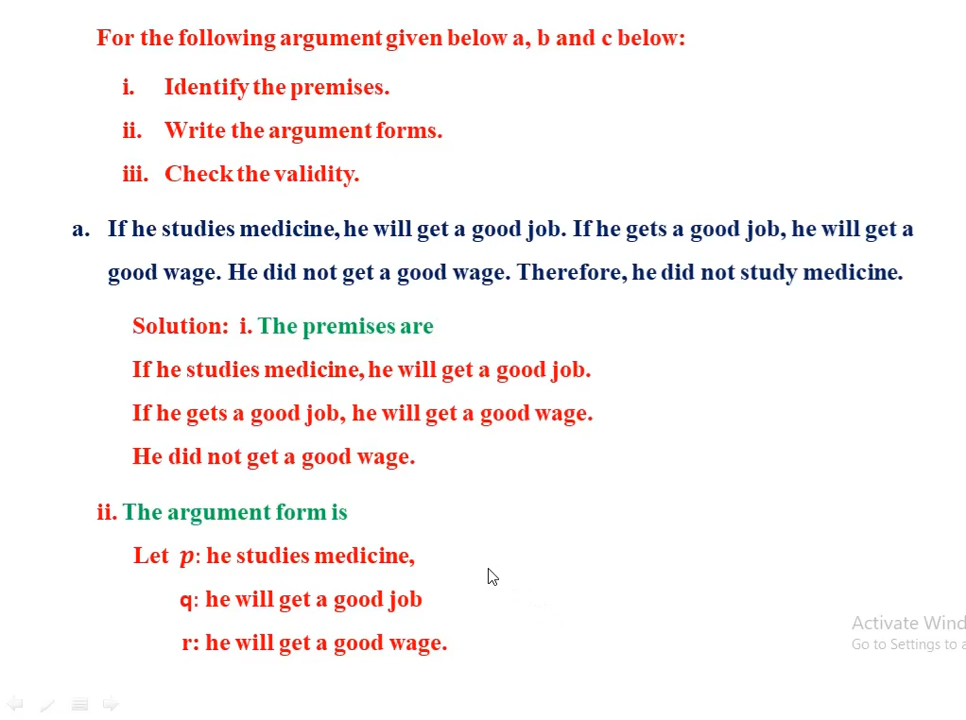 For the following argument given below a, b and c below:
i. Identify the premises.
ii. Write the argument forms.
iii. Check the validity.
a. If he studies medicine, he will get a good job. If he gets a good job, he will get a
good wage. He did not get a good wage. Therefore, he did not study medicine.
Solution: i. The premises are
If he studies medicine, he will get a good job.
If he gets a good job, he will get a good wage.
He did not get a good wage.
ii. The argument form is
Let p: he studies medicine,
q: he will get a good job
r: he will get a good wage.
Activate Wind
Go to Settings to a